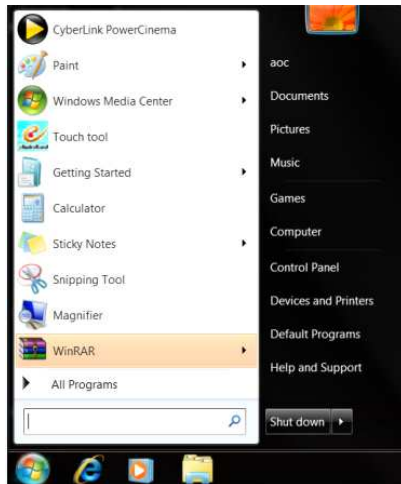 CyberLink PowerCinema
Paint
Windows Media Center
Touch tool
Getting Started
Calculator
Sticky Notes
Snipping Tool
Magnifier
WinRAR
All Programs
aoc
Documents
Pictures
Music
Games
Computer
Control Panel
Devices and Printers
Default Programs
Help and Support
Shut down